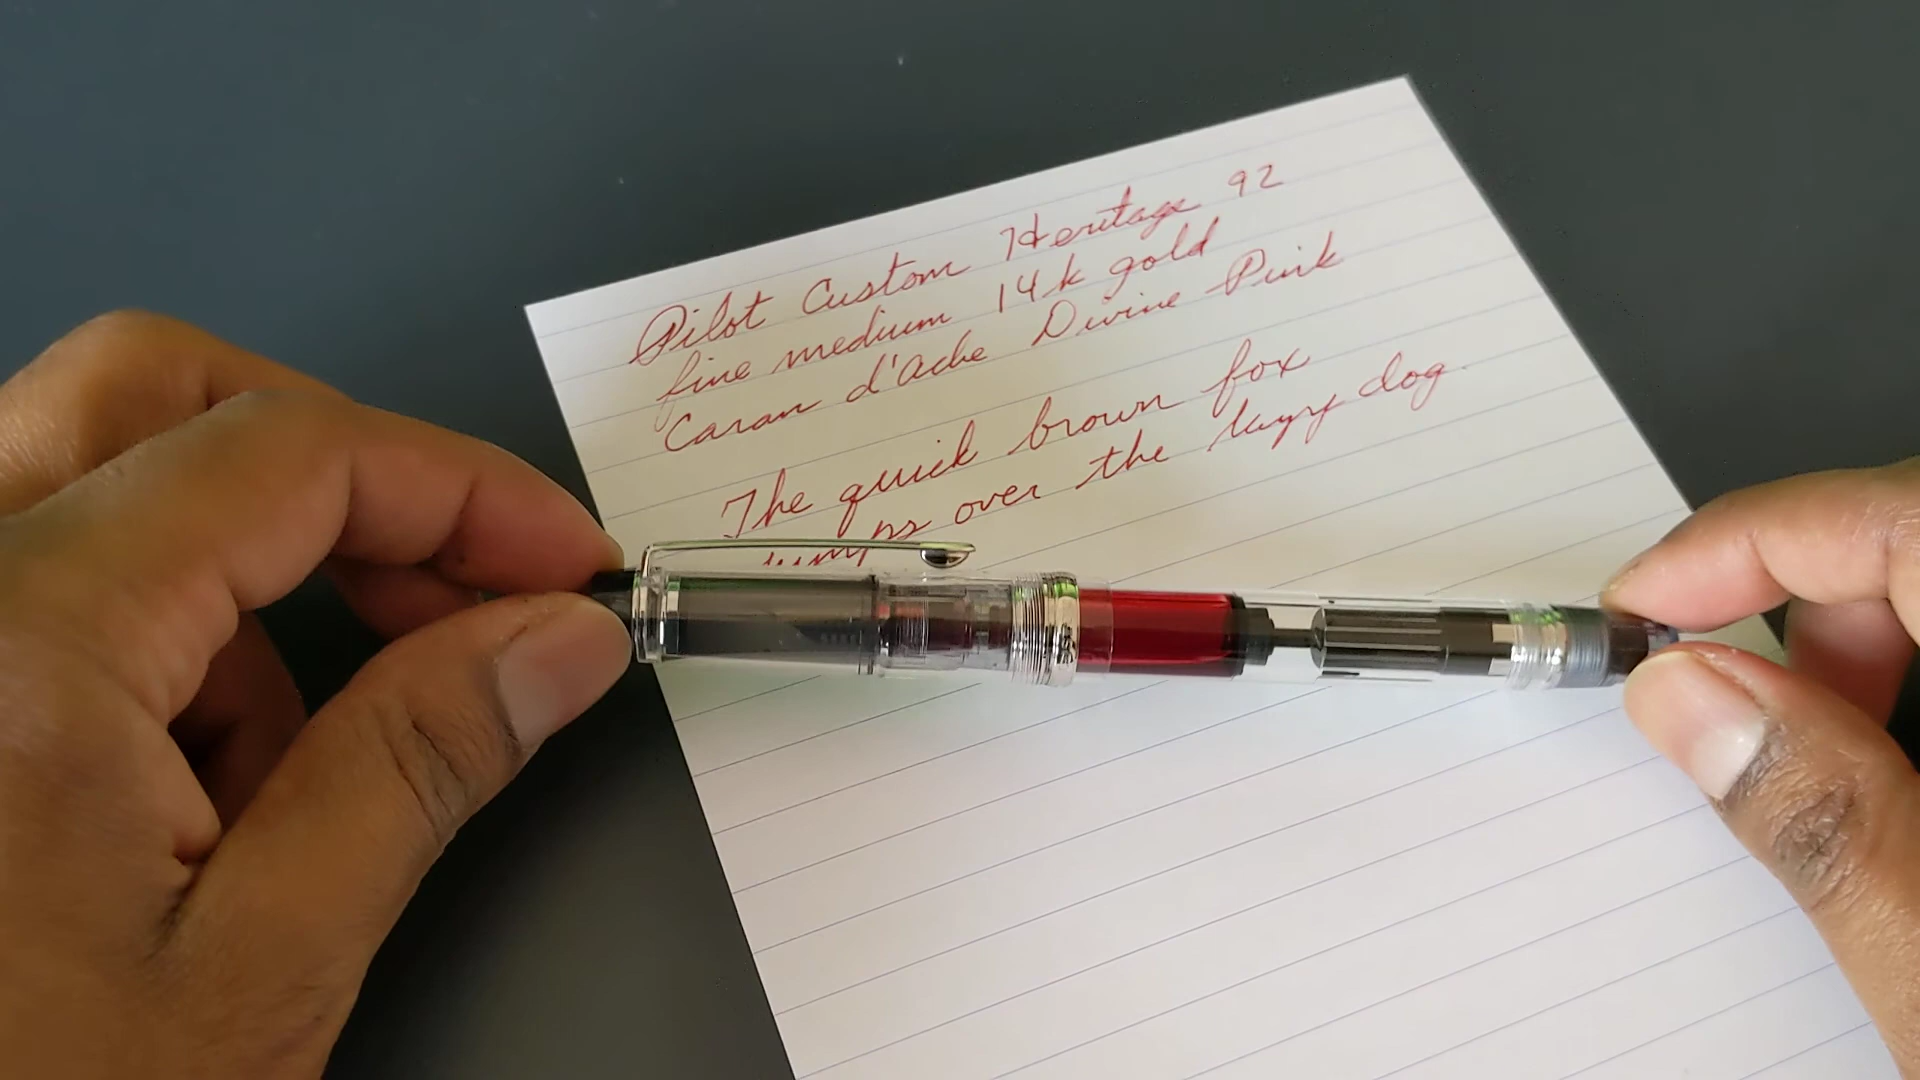 Pilot Custom Heritage 92
fine medium 14k gold
Caran d'Ache Divine Pink
The quick brown fox
jumps over the lazy dog